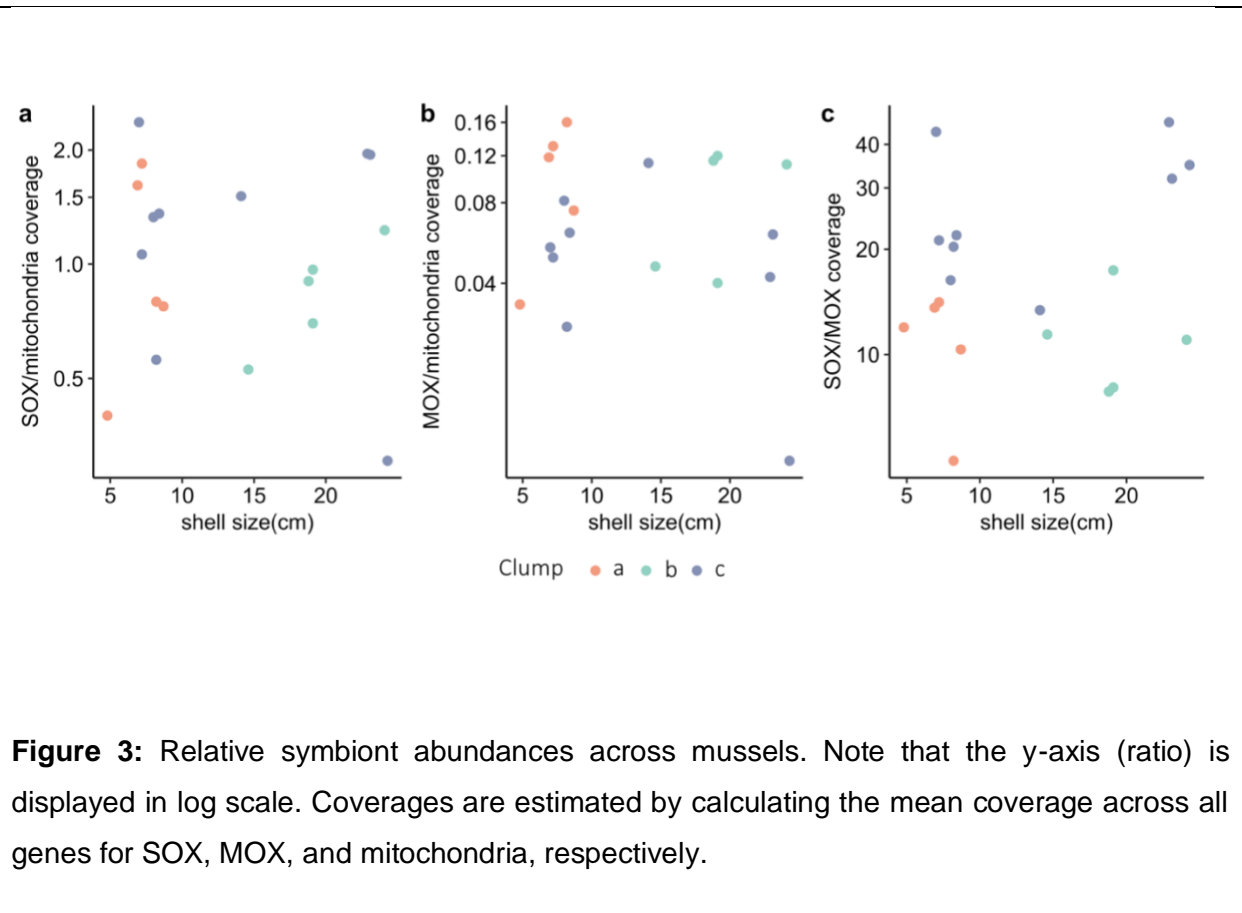 a
SOX/mitochondria coverage
2.0
1.5
1.0
0.5
5 10 15 20
shell size(cm)
b
MOX/mitochondria coverage
0.16
0.12
0.08
0.04
5 10 15 20
shell size(cm)
c
SOX/MOX coverage
40
30
20
10
5 10 15 20
shell size(cm)
Clump a b c
Figure 3: Relative symbiont abundances across mussels. Note that the y-axis (ratio) is
displayed in log scale. Coverages are estimated by calculating the mean coverage across all
genes for SOX, MOX, and mitochondria, respectively.